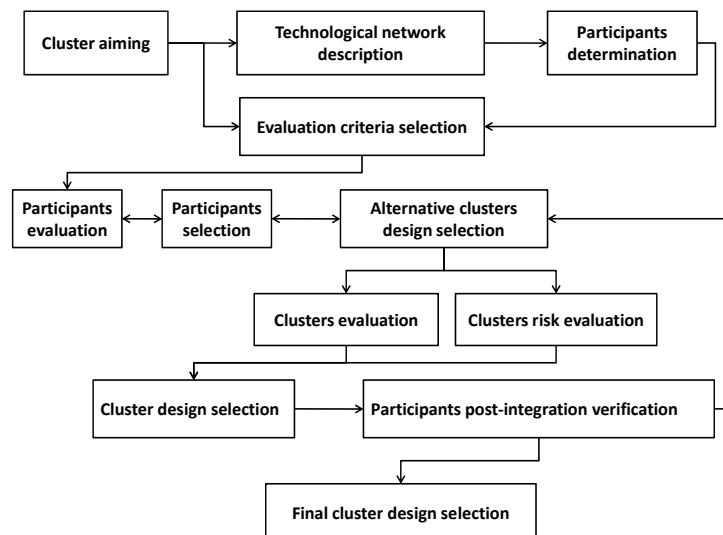 Cluster aiming
Technological network
description
Participants
determination
Evaluation criteria selection
Participants
evaluation
Participants
selection
Alternative clusters
design selection
Clusters evaluation
Clusters risk evaluation
Cluster design selection
Participants post-integration verification
Final cluster design selection